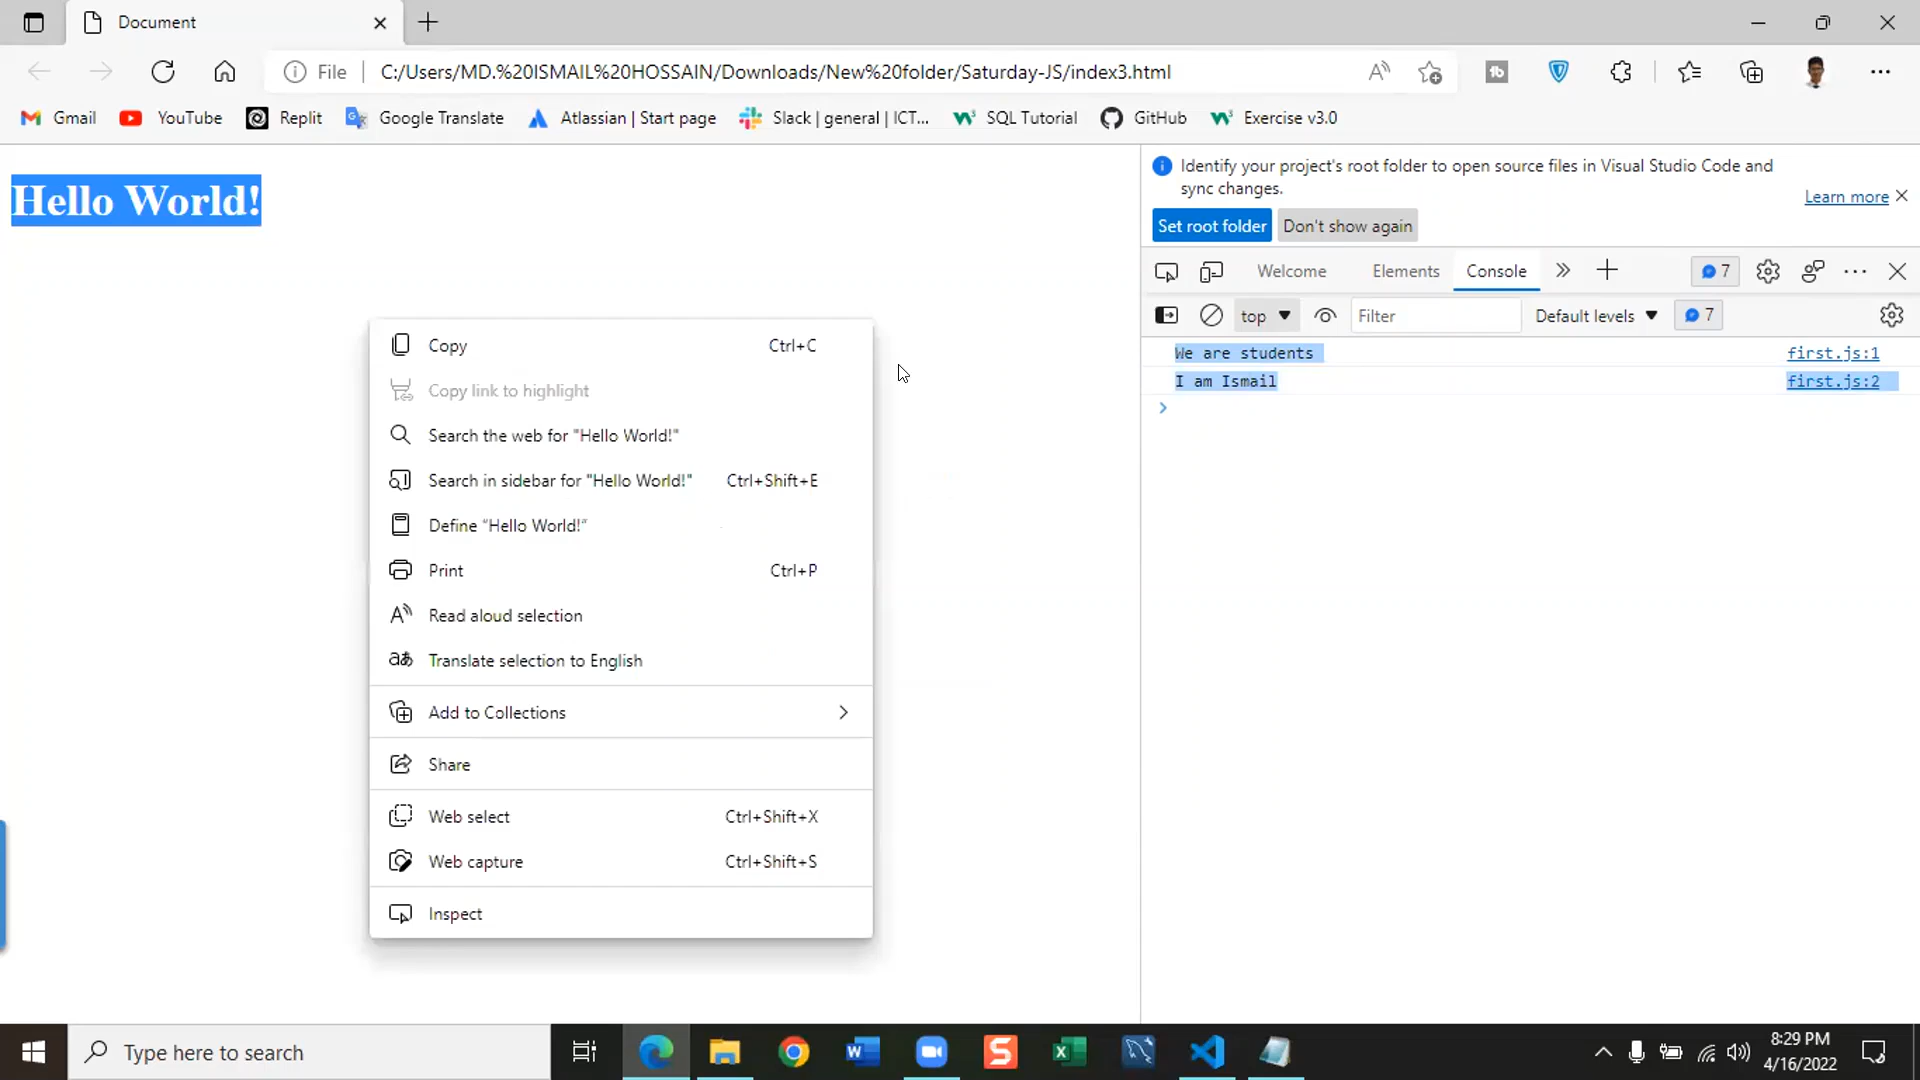 Document
File C:/Users/MD.%20ISMAIL%20HOSSAIN/Downloads/New%20folder/Saturday-JS/index3.html
Gmail YouTube Replit Google Translate Atlassian | Start page Slack | general | ICT... SQL Tutorial GitHub Exercise v3.0
Hello World!
Copy Ctrl+C
Copy link to highlight
Search the web for "Hello World!"
Search in sidebar for "Hello World!" Ctrl+Shift+E
Define “Hello World!”
Print Ctrl+P
Read aloud selection
Translate selection to English
Add to Collections
Share
Web select Ctrl+Shift+X
Web capture Ctrl+Shift+S
Inspect
Identify your project's root folder to open source files in Visual Studio Code and
sync changes.
Learn more
Set root folder Don't show again
Welcome Elements Console 7
top Filter Default levels 7
We are students first.js:1
I am Ismail first.js:2
Type here to search
8:29 PM
4/16/2022